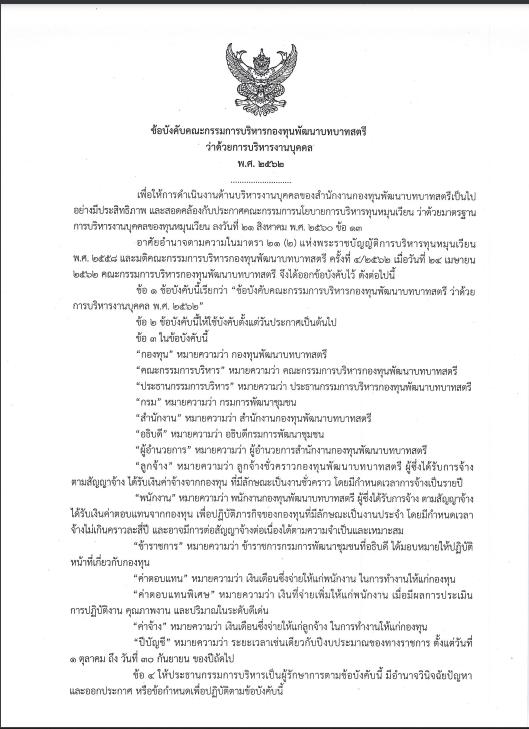 ข้อบังคับคณะกรรมการบริหารกองทุนพัฒนาบทบาทสตรี
ว่าด้วยการบริหารงานบุคคล
พ.ศ. ๒๕๖๒
............................
เพื่อให้การดำเนินงานด้านบริหารงานบุคคลของสำนักงานกองทุนพัฒนาบทบาทสตรีเป็นไป
อย่างมีประสิทธิภาพ และสอดคล้องกับประกาศคณะกรรมการนโยบายการบริหารทุนหมุนเวียน ว่าด้วยมาตรฐาน
การบริหารงานบุคคลของทุนหมุนเวียน ลงวันที่ ๒๑ สิงหาคม พ.ศ. ๒๕๖๐ ข้อ ๑๓
อาศัยอำนาจตามความในมาตรา ๒๑ (๒) แห่งพระราชบัญญัติการบริหารทุนหมุนเวียน
พ.ศ. ๒๕๕๘ และมติคณะกรรมการบริหารกองทุนพัฒนาบทบาทสตรี ครั้งที่ ๔/๒๕๖๒ เมื่อวันที่ ๒๔ เมษายน
๒๕๖๒ คณะกรรมการบริหารกองทุนพัฒนาบทบาทสตรี จึงได้ออกข้อบังคับไว้ ดังต่อไปนี้
ข้อ ๑ ข้อบังคับนี้เรียกว่า “ข้อบังคับคณะกรรมการบริหารกองทุนพัฒนาบทบาทสตรี ว่าด้วย
การบริหารงานบุคคล พ.ศ. ๒๕๖๒”
ข้อ ๒ ข้อบังคับนี้ให้ใช้บังคับตั้งแต่วันประกาศเป็นต้นไป
ข้อ ๓ ในข้อบังคับนี้
“กองทุน” หมายความว่า กองทุนพัฒนาบทบาทสตรี
“คณะกรรมการบริหาร” หมายความว่า คณะกรรมการบริหารกองทุนพัฒนาบทบาทสตรี
“ประธานกรรมการบริหาร” หมายความว่า ประธานกรรมการบริหารกองทุนพัฒนาบทบาทสตรี
“กรม” หมายความว่า กรมการพัฒนาชุมชน
“สำนักงาน” หมายความว่า สำนักงานกองทุนพัฒนาบทบาทสตรี
“อธิบดี” หมายความว่า อธิบดีกรมการพัฒนาชุมชน
“ผู้อำนวยการ” หมายความว่า ผู้อำนวยการสำนักงานกองทุนพัฒนาบทบาทสตรี
“ลูกจ้าง” หมายความว่า ลูกจ้างชั่วคราวกองทุนพัฒนาบทบาทสตรี ผู้ซึ่งได้รับการจ้าง
ตามสัญญาจ้าง ได้รับเงินค่าจ้างจากกองทุน ที่มีลักษณะเป็นงานชั่วคราว โดยมีกำหนดเวลาการจ้างเป็นรายปี
“พนักงาน” หมายความว่า พนักงานกองทุนพัฒนาบทบาทสตรี ผู้ซึ่งได้รับการจ้าง ตามสัญญาจ้าง
ได้รับเงินค่าตอบแทนจากกองทุน เพื่อปฏิบัติภารกิจของกองทุนที่มีลักษณะเป็นงานประจำ โดยมีกำหนดเวลา
จ้างไม่เกินคราวละสี่ปี และอาจมีการต่อสัญญาจ้างต่อเนื่องได้ตามความจำเป็นและเหมาะสม
“ข้าราชการ” หมายความว่า ข้าราชการกรมการพัฒนาชุมชนที่อธิบดี ได้มอบหมายให้ปฏิบัติ
หน้าที่เกี่ยวกับกองทุน
“ค่าตอบแทน” หมายความว่า เงินเดือนซึ่งจ่ายให้แก่พนักงาน ในการทำงานให้แก่กองทุน
“ค่าตอบแทนพิเศษ” หมายความว่า เงินที่จ่ายเพิ่มให้แก่พนักงาน เมื่อมีผลการประเมิน
การปฏิบัติงาน คุณภาพงาน และปริมาณในระดับดีเด่น
“ค่าจ้าง” หมายความว่า เงินเดือนซึ่งจ่ายให้แก่ลูกจ้าง ในการทำงานให้แก่กองทุน
“ปีบัญชี” หมายความว่า ระยะเวลาเช่นเดียวกับปีงบประมาณของทางราชการ ตั้งแต่วันที่
๑ ตุลาคม ถึง วันที่ ๓๐ กันยายน ของปีถัดไป
ข้อ ๔ ให้ประธานกรรมการบริหารเป็นผู้รักษาการตามข้อบังคับนี้ มีอำนาจวินิจฉัยปัญหา
และออกประกาศ หรือข้อกำหนดเพื่อปฏิบัติตามข้อบังคับนี้